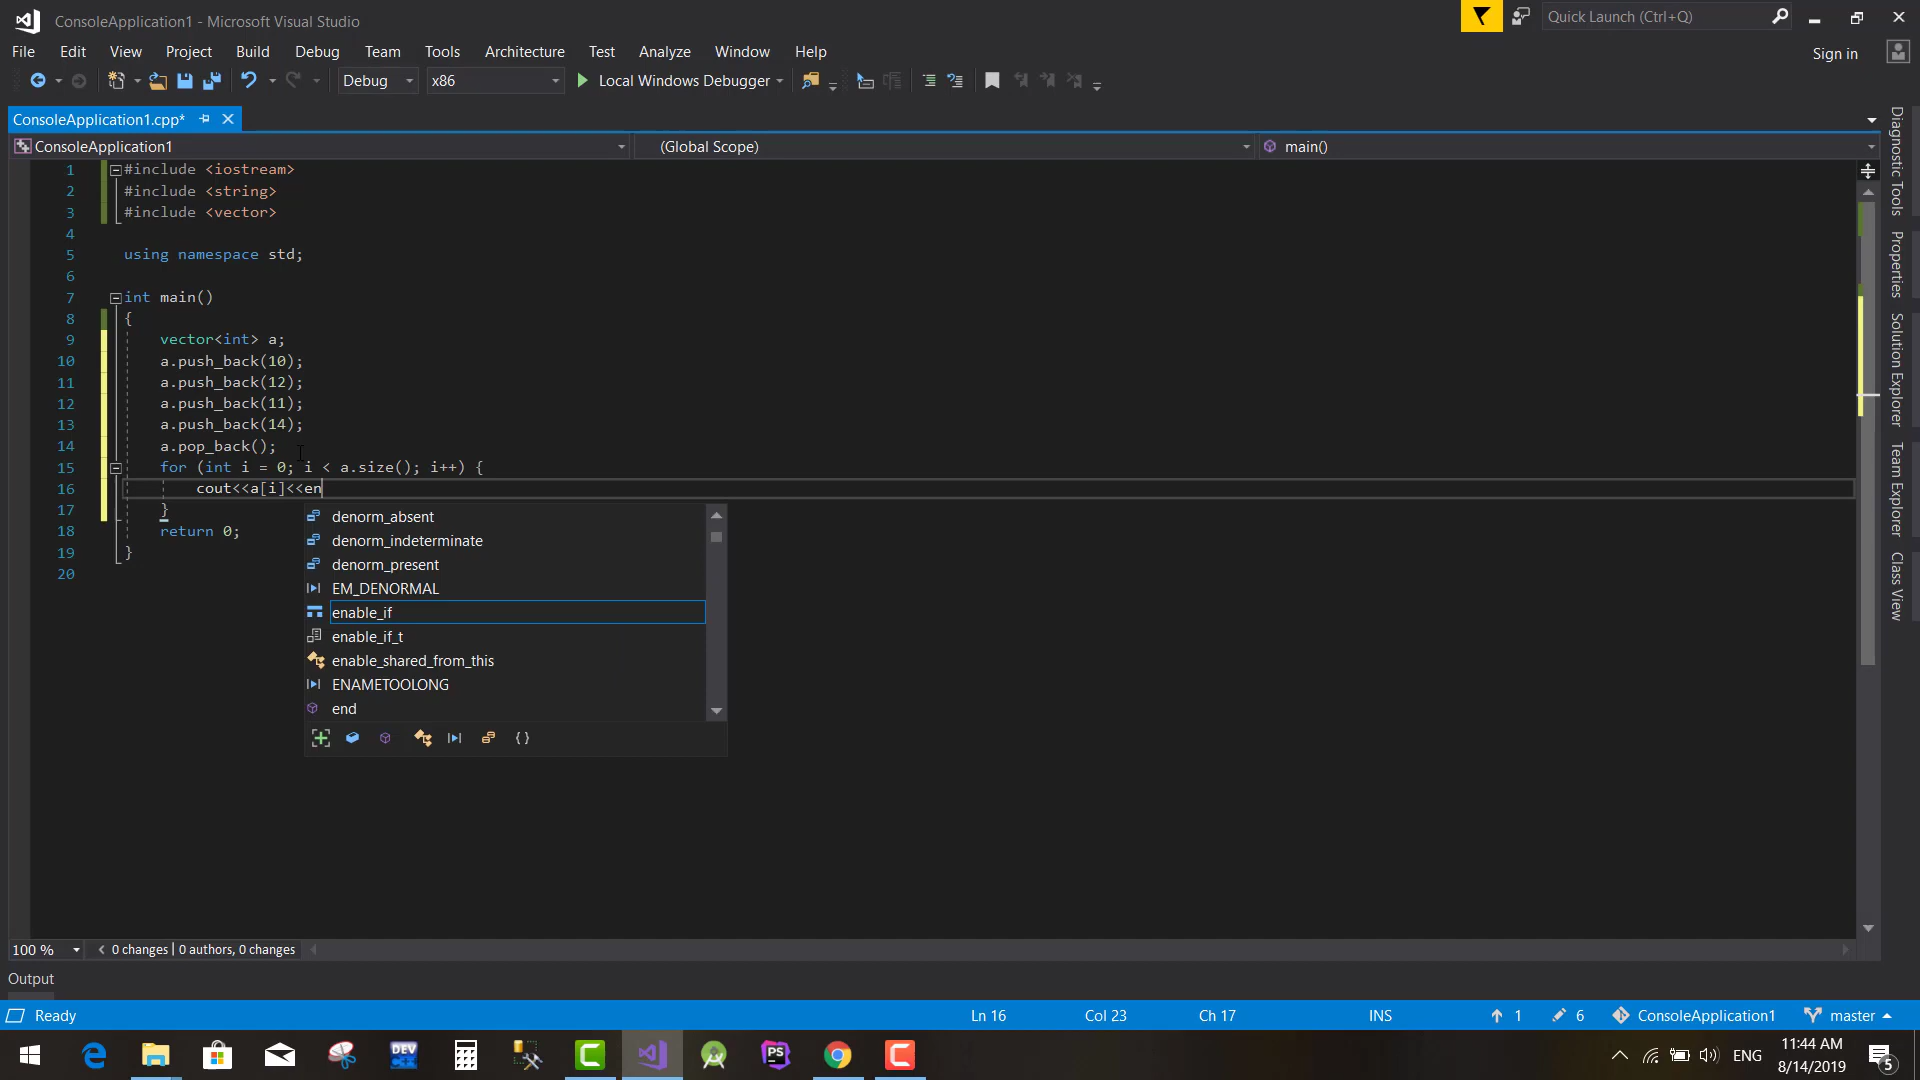 ConsoleApplication1 - Microsoft Visual Studio
Quick Launch (Ctrl+Q)
File Edit View Project Build Debug Team Tools Architecture Test Analyze Window Help
Sign in
Debug x86 Local Windows Debugger
ConsoleApplication1.cpp*
ConsoleApplication1 (Global Scope) main()
1 #include <iostream>
2 #include <string>
3 #include <vector>
4
5 using namespace std;
6
7 int main()
8 {
9 vector<int> a;
10 a.push_back(10);
11 a.push_back(12);
12 a.push_back(11);
13 a.push_back(14);
14 a.pop_back();
15 for (int i = 0; i < a.size(); i++) {
16 cout<<a[i]<<en
17 }
18 return 0;
19 }
20
denorm_absent
denorm_indeterminate
denorm_present
EM_DENORMAL
enable_if
enable_if_t
enable_shared_from_this
ENAMETOOLONG
end
Diagnostic Tools
Properties
Solution Explorer
Team Explorer
Class View
100 % 0 changes | 0 authors, 0 changes
Output
Ready Ln 16 Col 23 Ch 17 INS 1 6 ConsoleApplication1 master
DEV
PS
ENG
11:44 AM
8/14/2019
5